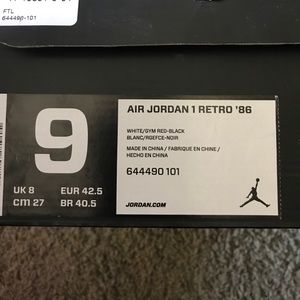 FTL
644490-101
AIR JORDAN 1 RETRO '86
9
WHITE/GYM RED-BLACK
BLANC/RGEFCE-NOIR
MADE IN CHINA / FABRIQUE EN CHINE /
HECHO EN CHINA
644490 101
UK 8 EUR 42.5
CM 27 BR 40.5
JORDAN.COM